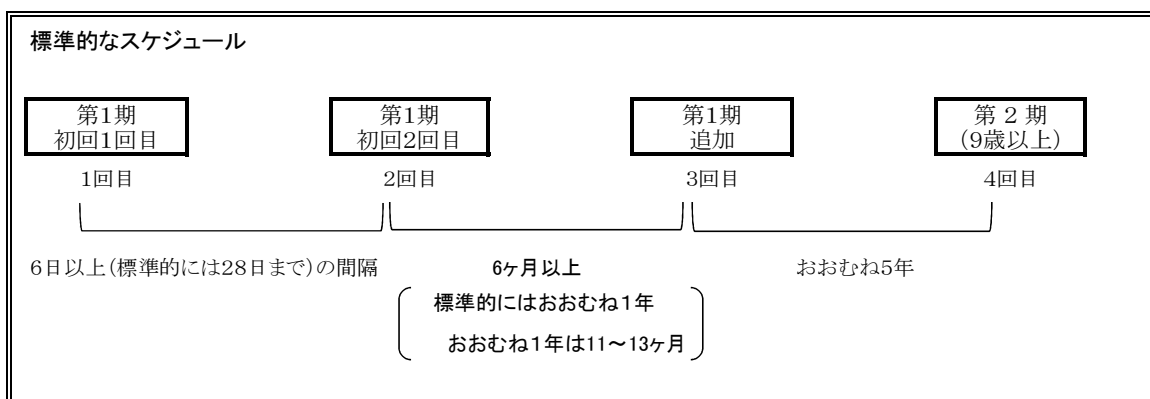 標準的なスケジュール
第1期
初回1回目
第1期
初回2回目
第1期
追加
第 2 期
(9歳以上)
1回目
2回目
3回目
4回目
6日以上(標準的には28日まで)の間隔
6ヶ月以上
おおむね5年
標準的にはおおむね1年
おおむね1年は11～13ヶ月